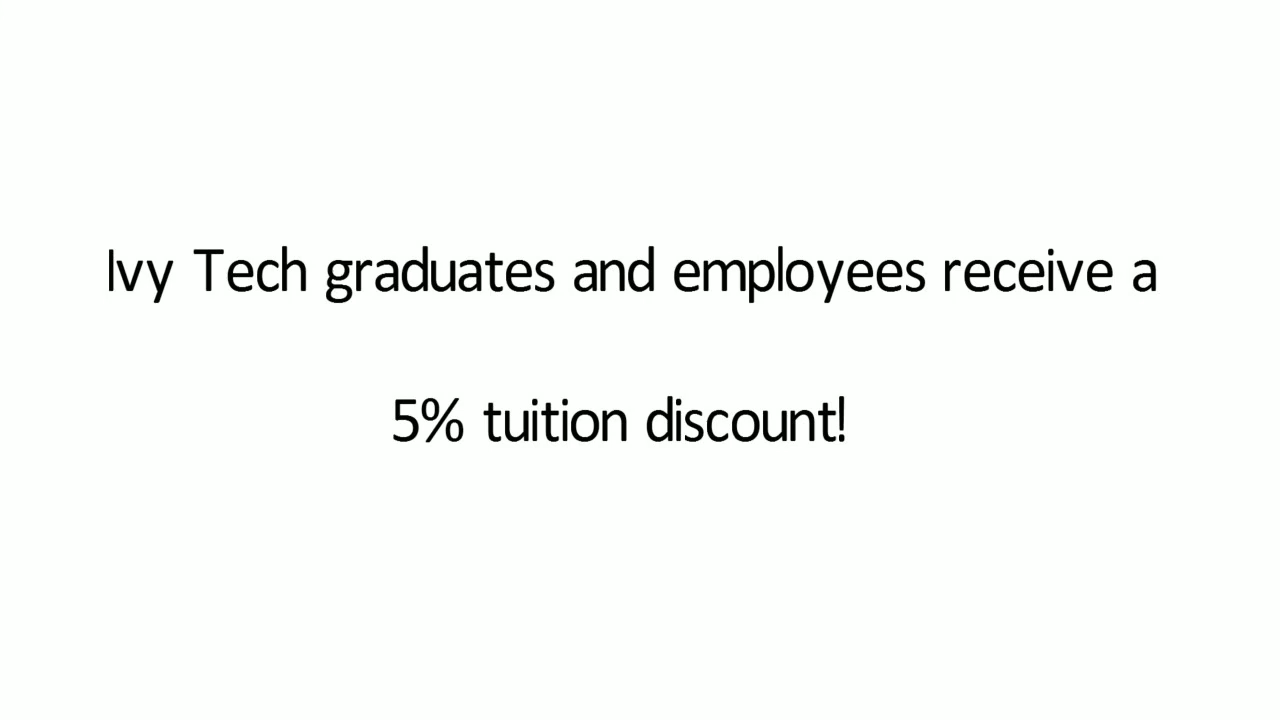 Ivy Tech graduates and employees receive a
5% tuition discount!